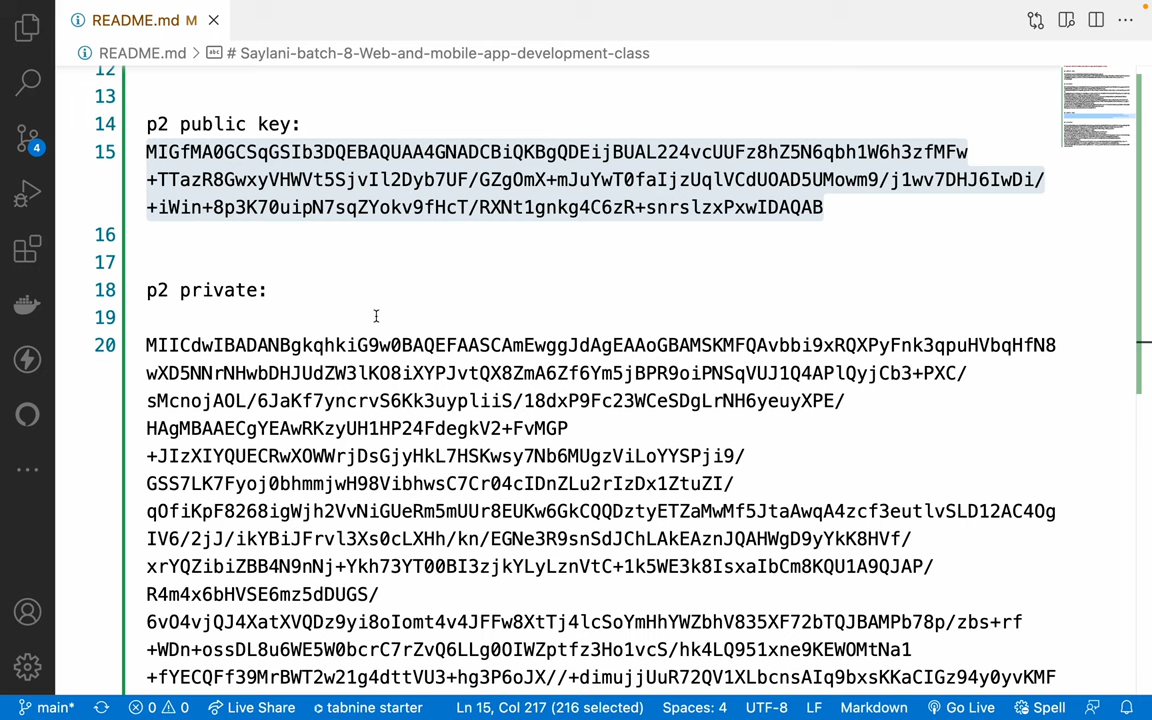 README.md M
README.md > # Saylani-batch-8-Web-and-mobile-app-development-class
12
13
14 p2 public key:
15 MIGfMA0GCSqGSIb3DQEBAQUAA4GNADCBiQKBgQDEijBUAL224vcUUFz8hZ5N6qbh1W6h3zfMFw
+TTazR8GwxyVHWVt5SjvIl2Dyb7UF/GZgOmX+mJuYwT0faIjzUqlVCdUOAD5UMowm9/j1wv7DHJ6IwDi/
+iWin+8p3K70uipN7sqZYokv9fHcT/RXNt1gnkg4C6zR+snrslzxPxwIDAQAB
16
17
18 p2 private:
19
20 MIICdwIBADANBgkqhkiG9w0BAQEFAASCAmEwggJdAgEAAoGBAMSKMFQAvbbi9xRQXPyFnk3qpuHVbqHfN8
wXD5NNrNHwbDHJUdZW3lKO8iXYPJvtQX8ZmA6Zf6Ym5jBPR9oiPNSqVUJ1Q4APlQyjCb3+PXC/
sMcnojAOL/6JaKf7yncrvS6Kk3uypliiS/18dxP9Fc23WCeSDgLrNH6yeuyXPE/
HAgMBAAECgYEAwRKzyUH1HP24FdegkV2+FvMGP
+JIzXIYQUECRwXOWWrjDsGjyHkL7HSKwsy7Nb6MUgzViLoYYSPji9/
GSS7LK7Fyoj0bhmmjwH98VibhwsC7Cr04cIDnZLu2rIzDx1ZtuZI/
qOfiKpF8268igWjh2VvNiGUeRm5mUUr8EUKw6GkCQQDztyETZaMwMf5JtaAwqA4zcf3eutlvSLD12AC4Og
IV6/2jJ/ikYBiJFrvl3Xs0cLXHh/kn/EGNe3R9snSdJChLAkEAznJQAHWgD9yYkK8HVf/
xrYQZibiZBB4N9nNj+Ykh73YT00BI3zjkYLyLznVtC+1k5WE3k8IsxaIbCm8KQU1A9QJAP/
R4m4x6bHVSE6mz5dDUGS/
6vO4vjQJ4XatXVQDz9yi8oIomt4v4JFFw8XtTj4lcSoYmHhYWZbhV835XF72bTQJBAMPb78p/zbs+rf
+WDn+ossDL8u6WE5W0bcrC7rZvQ6LLg0OIWZptfz3Ho1vcS/hk4LQ951xne9KEWOMtNa1
+fYECQFf39MrBWT2w21g4dttVU3+hg3P6oJX//+dimujjUuR72QV1XLbcnsAIq9bxsKKaCIGz94y0yvKMF
4
main* 0 0 Live Share tabnine starter Ln 15, Col 217 (216 selected) Spaces: 4 UTF-8 LF Markdown Go Live Spell